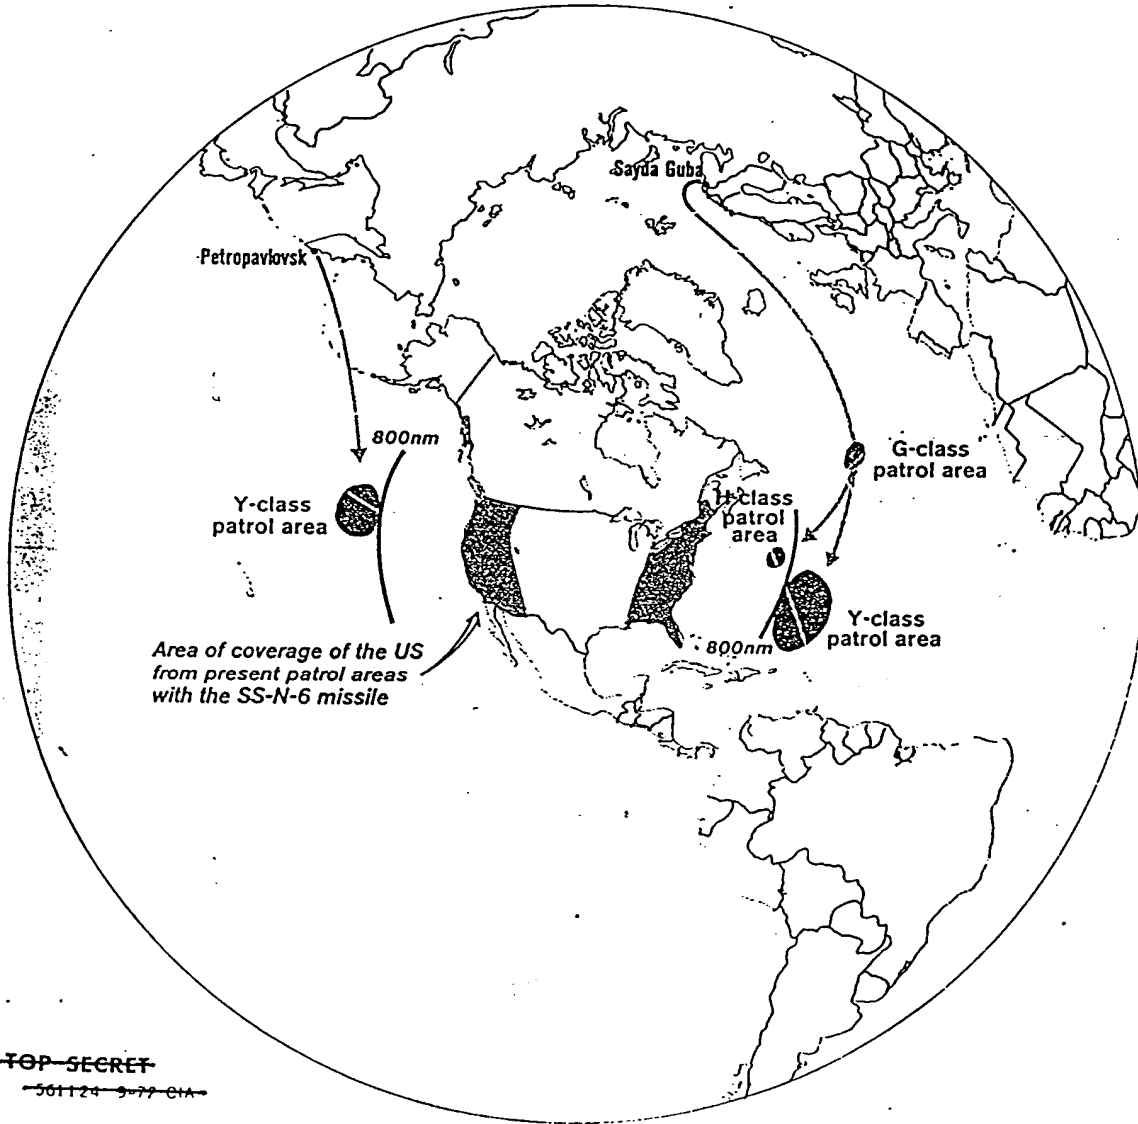 Sayda Guba
Petropavlovsk
800nm
Y-class
patrol area
G-class
patrol area
H-class
patrol
area
Y-class
patrol area
800nm
Area of coverage of the US
from present patrol areas
with the SS-N-6 missile
TOP SECRET
CIA